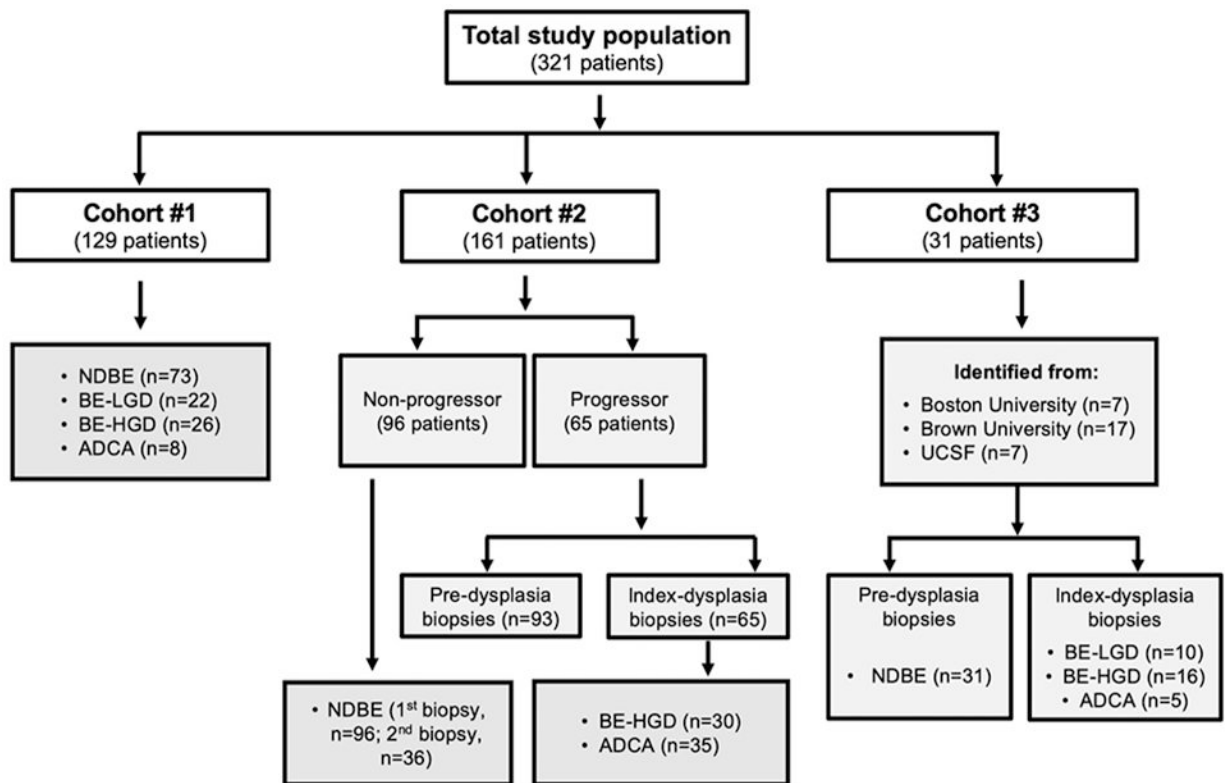 Total study population
(321 patients)
Cohort #1
(129 patients)
Cohort #2
(161 patients)
Cohort #3
(31 patients)
• NDBE (n=73)
• BE-LGD (n=22)
• BE-HGD (n=26)
• ADCA (n=8)
Non-progressor
(96 patients)
Progressor
(65 patients)
Identified from:
• Boston University (n=7)
• Brown University (n=17)
• UCSF (n=7)
Pre-dysplasia
biopsies (n=93)
Index-dysplasia
biopsies (n=65)
Pre-dysplasia
biopsies
• NDBE (n=31)
Index-dysplasia
biopsies
• BE-LGD (n=10)
• BE-HGD (n=16)
• ADCA (n=5)
• NDBE (1st biopsy,
n=96; 2nd biopsy,
n=36)
• BE-HGD (n=30)
• ADCA (n=35)